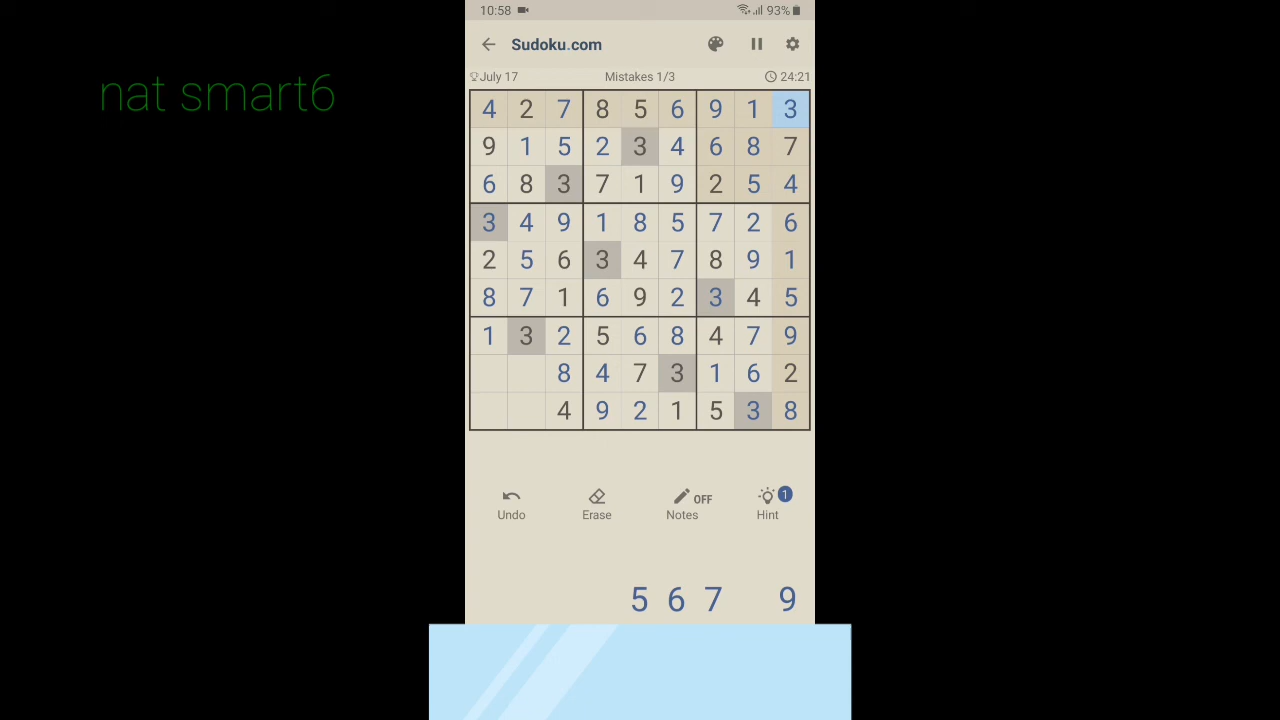 10:58 93%
nat smart6
Sudoku.com
July 17 Mistakes 1/3 24:21
4 2 7 8 5 6 9 1 3
9 1 5 2 3 4 6 8 7
6 8 3 7 1 9 2 5 4
3 4 9 1 8 5 7 2 6
2 5 6 3 4 7 8 9 1
8 7 1 6 9 2 3 4 5
1 3 2 5 6 8 4 7 9
8 4 7 3 1 6 2
4 9 2 1 5 3 8
OFF 1
Undo Erase Notes Hint
5 6 7 9